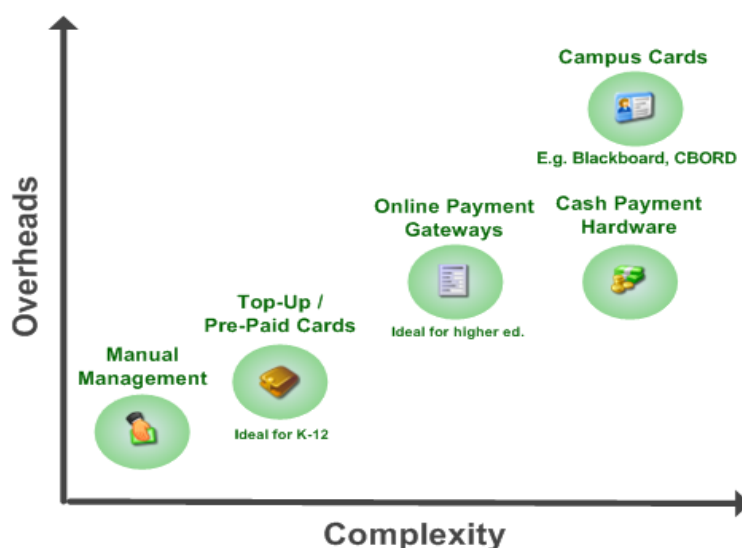 Campus Cards
E.g. Blackboard, CBORD
Online Payment
Gateways
Ideal for higher ed.
Cash Payment
Hardware
Top-Up /
Pre-Paid Cards
Ideal for K-12
Manual
Management
Overheads
Complexity